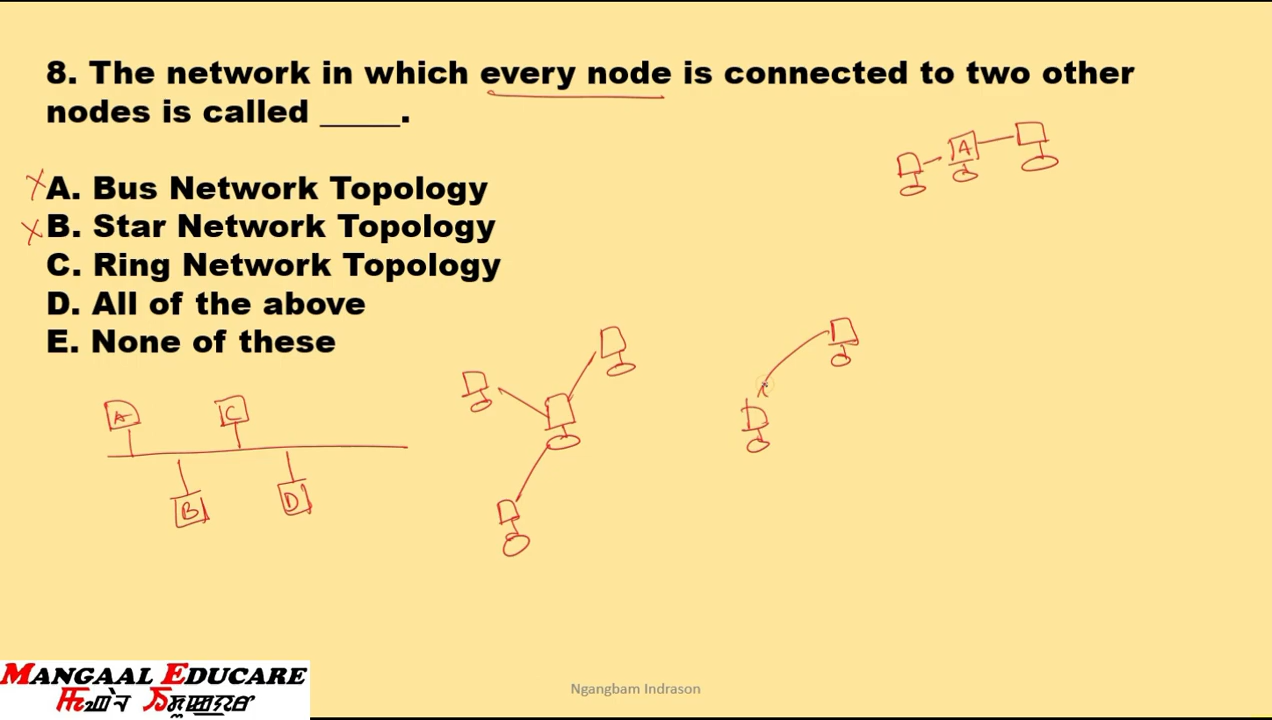 8. The network in which every node is connected to two other
nodes is called _____.
A
A. Bus Network Topology
B. Star Network Topology
C. Ring Network Topology
D. All of the above
E. None of these
A
C
B
D
MANGAAL EDUCARE
Ngangbam Indrason